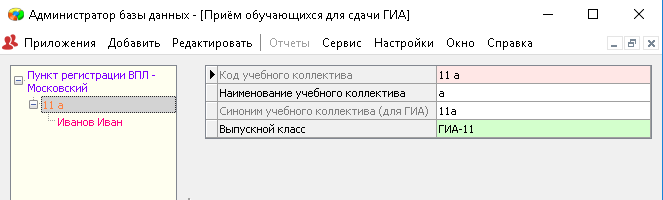 Администратор базы данных - [Приём обучающихся для сдачи ГИА]
Приложения Добавить Редактировать Отчеты Сервис Настройки Окно Справка
Пункт регистрации ВПЛ -
Московский
11 а
Иванов Иван
Код учебного коллектива 11 а
Наименование учебного коллектива а
Синоним учебного коллектива (для ГИА) 11а
Выпускной класс ГИА-11